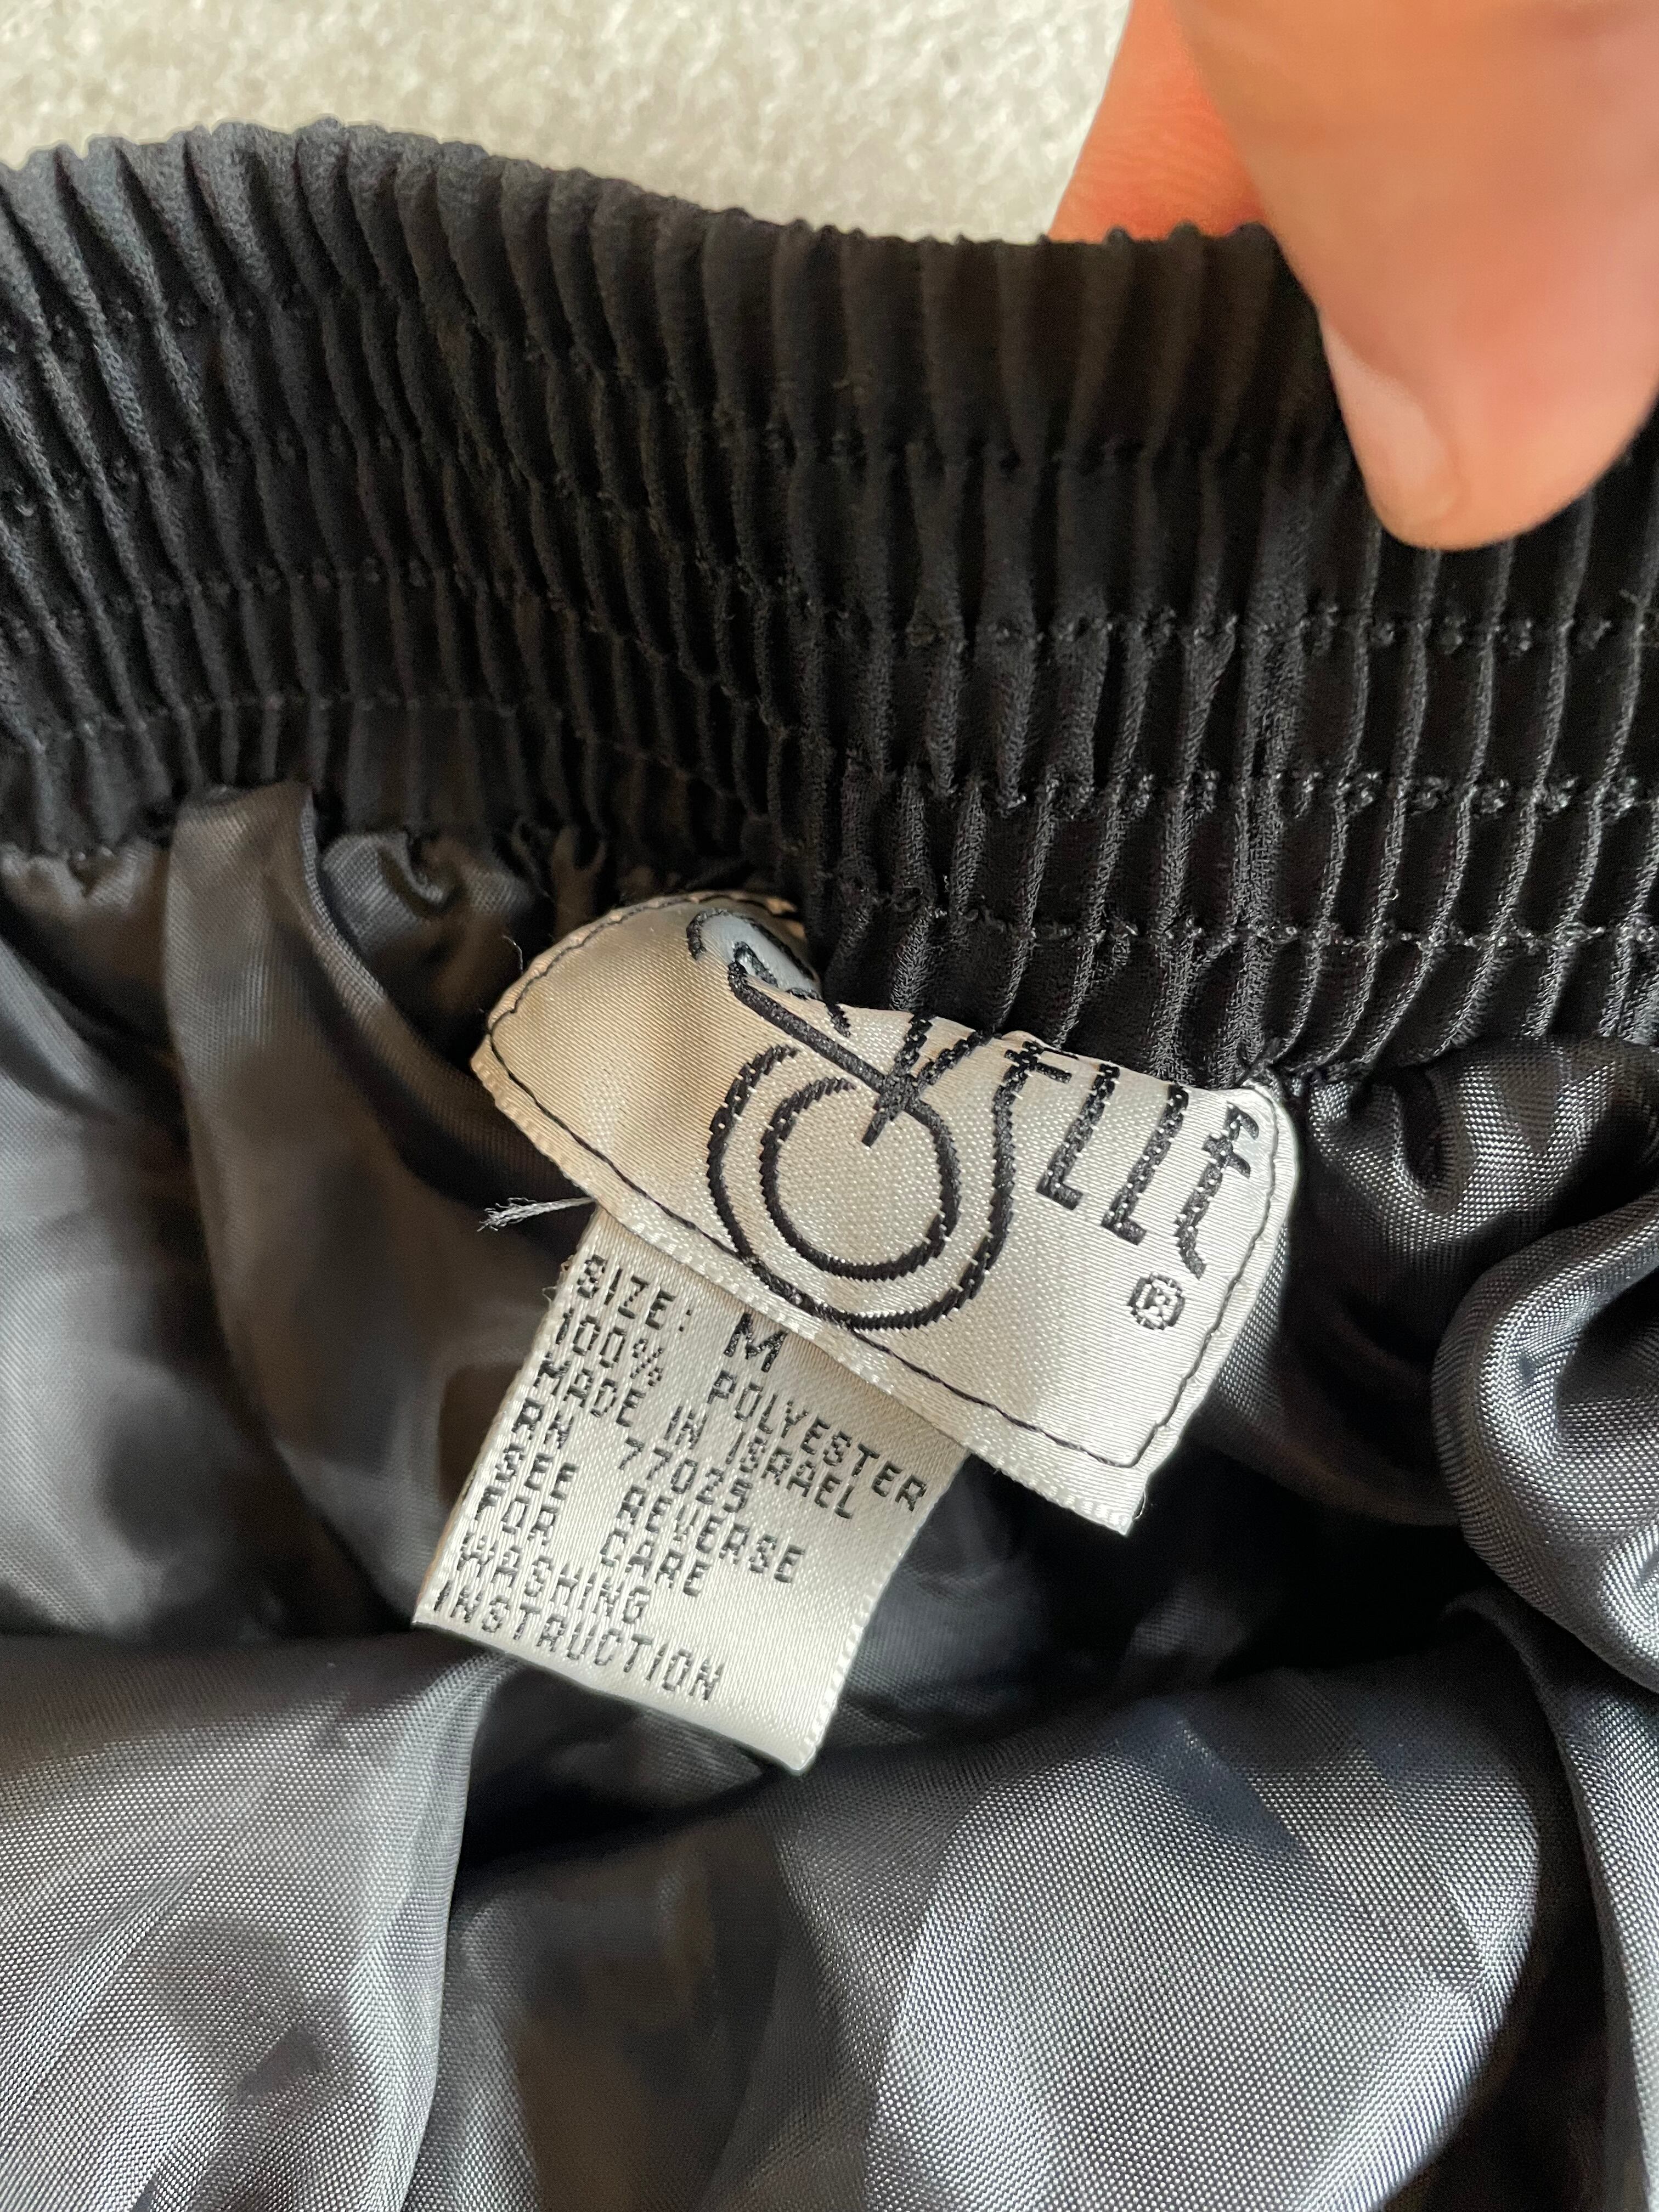 SIZE: M
100% POLYESTER
MADE IN ISRAEL
RN 77025
SEE REVERSE
FOR CARE
WASHING
INSTRUCTION
®